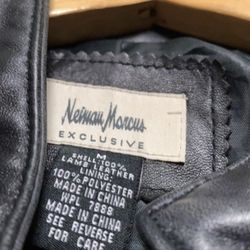 Neiman Marcus
EXCLUSIVE
M
SHELL:100%
LAMB LEATHER
LINING:
100% POLYESTER
MADE IN CHINA
WPL 7888
MADE IN CHINA
SEE REVERSE
FOR CARE